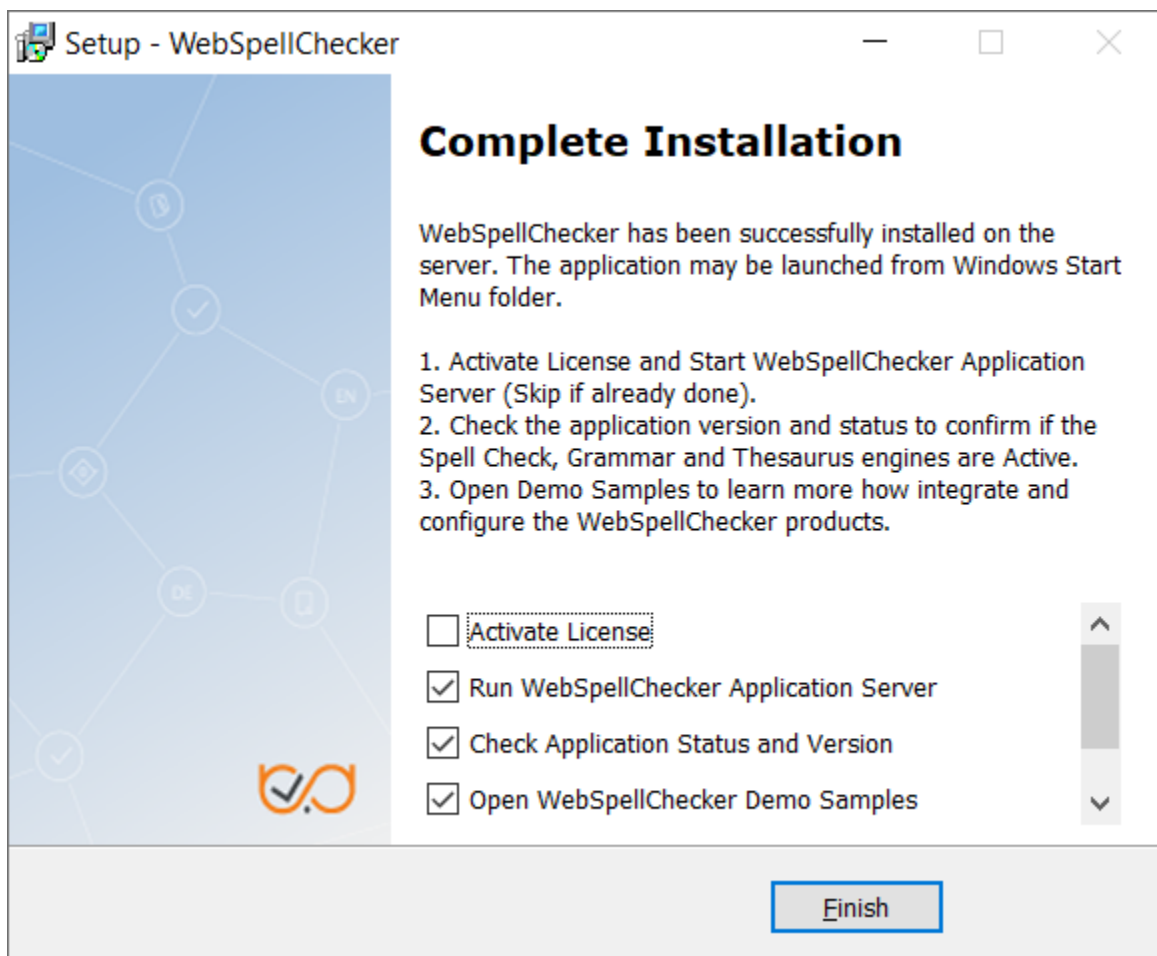 Setup - WebSpellChecker
Complete Installation
WebSpellChecker has been successfully installed on the
server. The application may be launched from Windows Start
Menu folder.
1. Activate License and Start WebSpellChecker Application
Server (Skip if already done).
2. Check the application version and status to confirm if the
Spell Check, Grammar and Thesaurus engines are Active.
3. Open Demo Samples to learn more how integrate and
configure the WebSpellChecker products.
EN
DE
Activate License
Run WebSpellChecker Application Server
Check Application Status and Version
Open WebSpellChecker Demo Samples
Finish